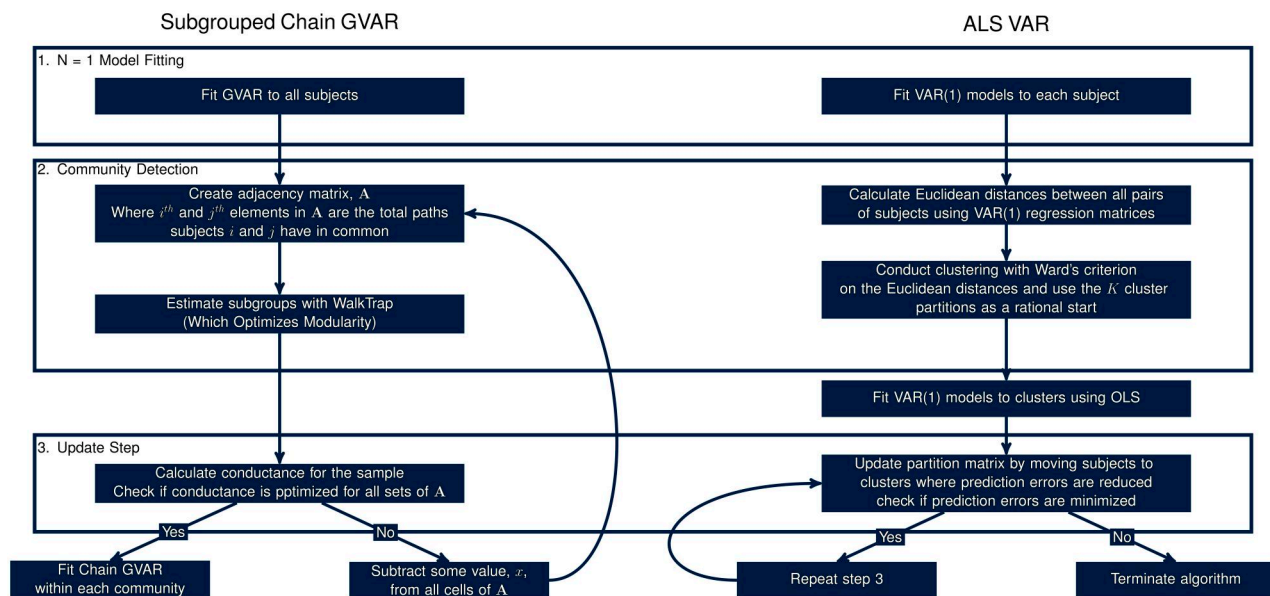 Subgrouped Chain GVAR
ALS VAR
1. N = 1 Model Fitting
Fit GVAR to all subjects
Fit VAR(1) models to each subject
2. Community Detection
Create adjacency matrix, A
Where i^th and j^th elements in A are the total paths
subjects i and j have in common
Calculate Euclidean distances between all pairs
of subjects using VAR(1) regression matrices
Estimate subgroups with WalkTrap
(Which Optimizes Modularity)
Conduct clustering with Ward's criterion
on the Euclidean distances and use the K cluster
partitions as a rational start
Fit VAR(1) models to clusters using OLS
3. Update Step
Calculate conductance for the sample
Check if conductance is pptimized for all sets of A
Update partition matrix by moving subjects to
clusters where prediction errors are reduced
check if prediction errors are minimized
Yes
No
Yes
No
Fit Chain GVAR
within each community
Subtract some value, x,
from all cells of A
Repeat step 3
Terminate algorithm